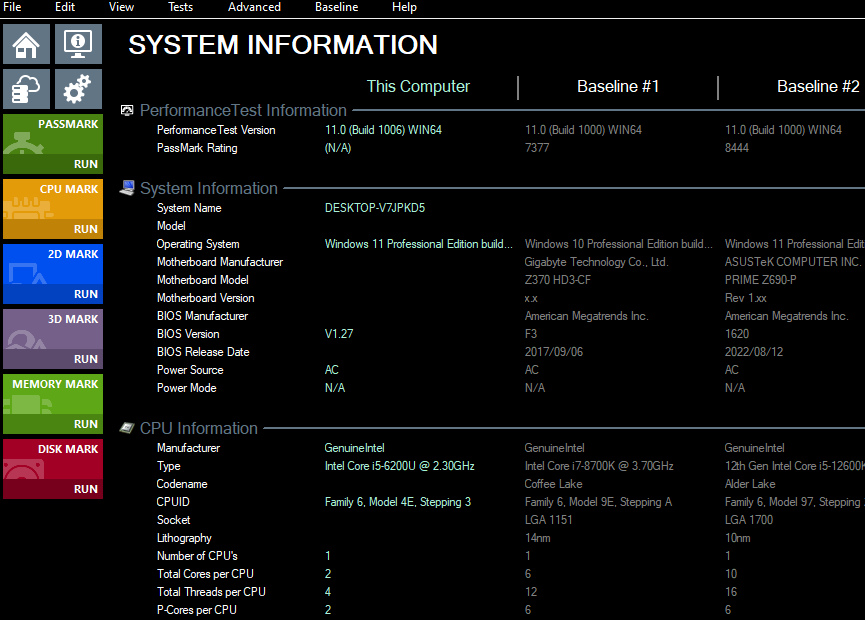 File Edit View Tests Advanced Baseline Help
SYSTEM INFORMATION
This Computer Baseline #1 Baseline #2
PerformanceTest Information
PerformanceTest Version 11.0 (Build 1006) WIN64 11.0 (Build 1000) WIN64 11.0 (Build 1000) WIN64
PassMark Rating (N/A) 7377 8444
PASSMARK
RUN
CPU MARK
RUN
2D MARK
RUN
3D MARK
RUN
MEMORY MARK
RUN
DISK MARK
RUN
System Information
System Name DESKTOP-V7JPKD5
Model
Operating System Windows 11 Professional Edition build... Windows 10 Professional Edition build... Windows 11 Professional Edit
Motherboard Manufacturer Gigabyte Technology Co., Ltd. ASUSTeK COMPUTER INC.
Motherboard Model Z370 HD3-CF PRIME Z690-P
Motherboard Version x.x Rev 1.xx
BIOS Manufacturer American Megatrends Inc. American Megatrends Inc.
BIOS Version V1.27 F3 1620
BIOS Release Date 2017/09/06 2022/08/12
Power Source AC AC AC
Power Mode N/A N/A N/A
CPU Information
Manufacturer GenuineIntel GenuineIntel GenuineIntel
Type Intel Core i5-6200U @ 2.30GHz Intel Core i7-8700K @ 3.70GHz 12th Gen Intel Core i5-12600K
Codename Coffee Lake Alder Lake
CPUID Family 6, Model 4E, Stepping 3 Family 6, Model 9E, Stepping A Family 6, Model 97, Stepping
Socket LGA 1151 LGA 1700
Lithography 14nm 10nm
Number of CPU's 1 1 1
Total Cores per CPU 2 6 10
Total Threads per CPU 4 12 16
P-Cores per CPU 2 6 6